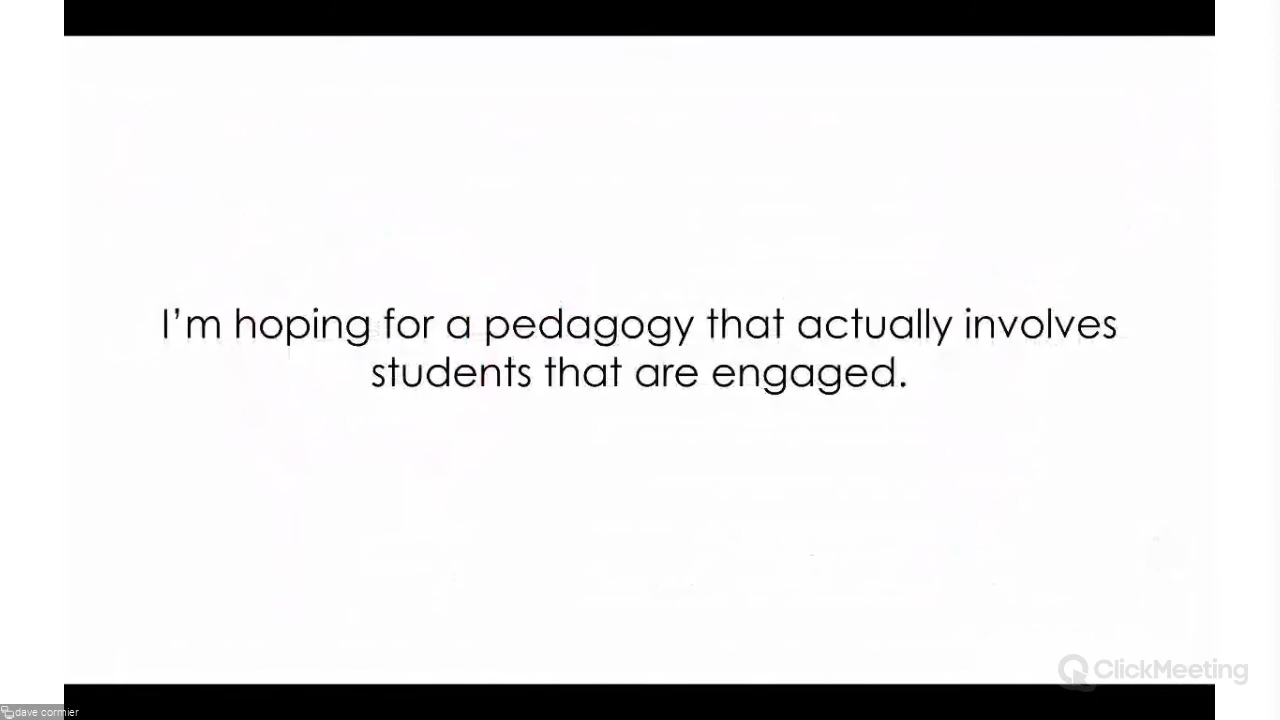 I'm hoping for a pedagogy that actually involves
students that are engaged.
ClickMeeting
dave cormier